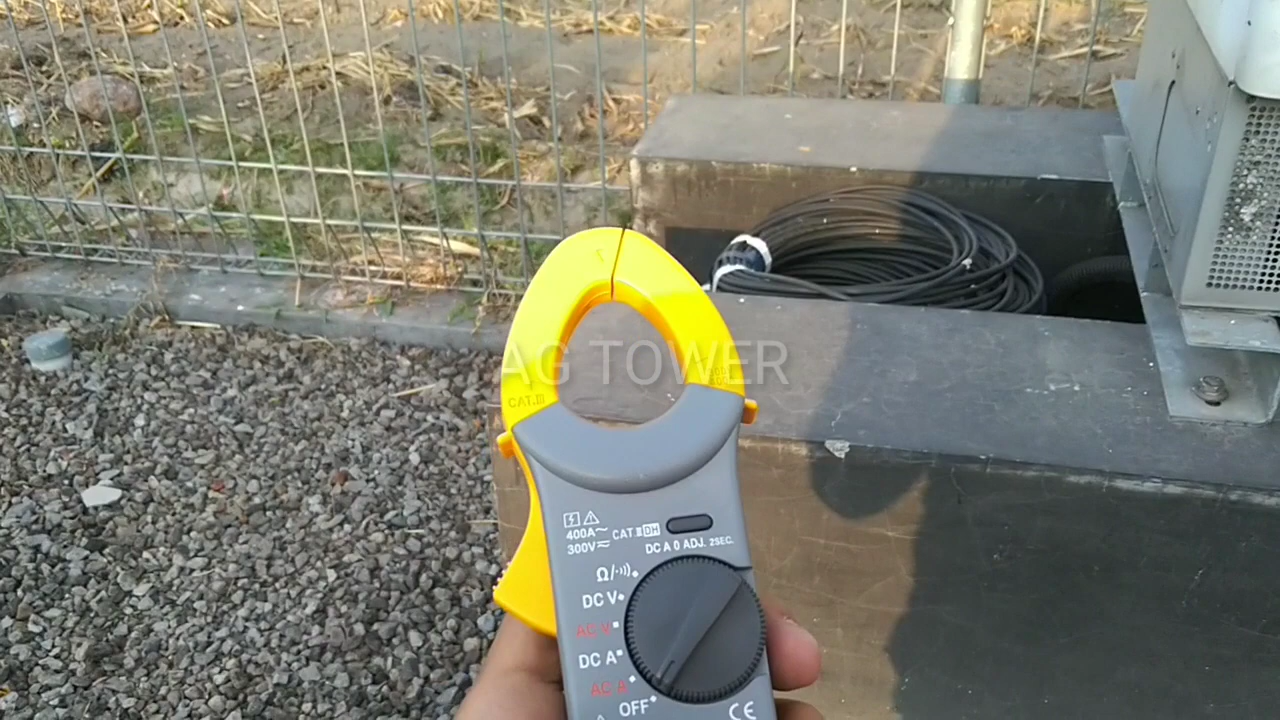 AG TOWER
CAT.III
400A~ CAT.III DH
300V
DC A 0 ADJ. 2SEC.
Ω
DC V
AC V
DC A
AC A
OFF
CE